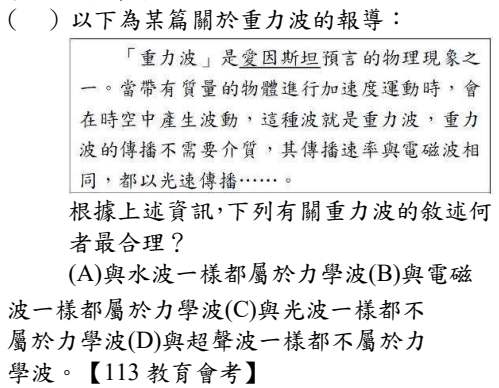 (　)以下為某篇關於重力波的報導：
「重力波」是愛因斯坦預言的物理現象之
一。當帶有質量的物體進行加速度運動時，會
在時空中產生波動，這種波就是重力波，重力
波的傳播不需要介質，其傳播速率與電磁波相
同，都以光速傳播……。
根據上述資訊，下列有關重力波的敘述何
者最合理？
(A)與水波一樣都屬於力學波(B)與電磁
波一樣都屬於力學波(C)與光波一樣都不
屬於力學波(D)與超聲波一樣都不屬於力
學波。【113 教育會考】